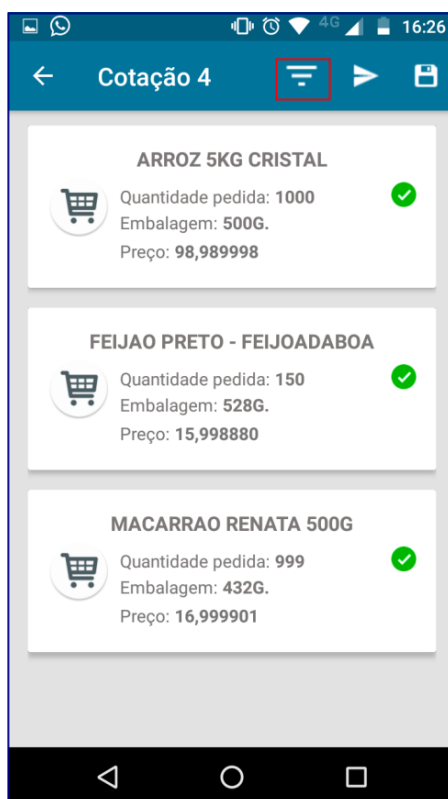 4G 16:26
Cotação 4
ARROZ 5KG CRISTAL
Quantidade pedida: 1000
Embalagem: 500G.
Preço: 98,989998
FEIJAO PRETO - FEIJOADABOA
Quantidade pedida: 150
Embalagem: 528G.
Preço: 15,998880
MACARRAO RENATA 500G
Quantidade pedida: 999
Embalagem: 432G.
Preço: 16,999901